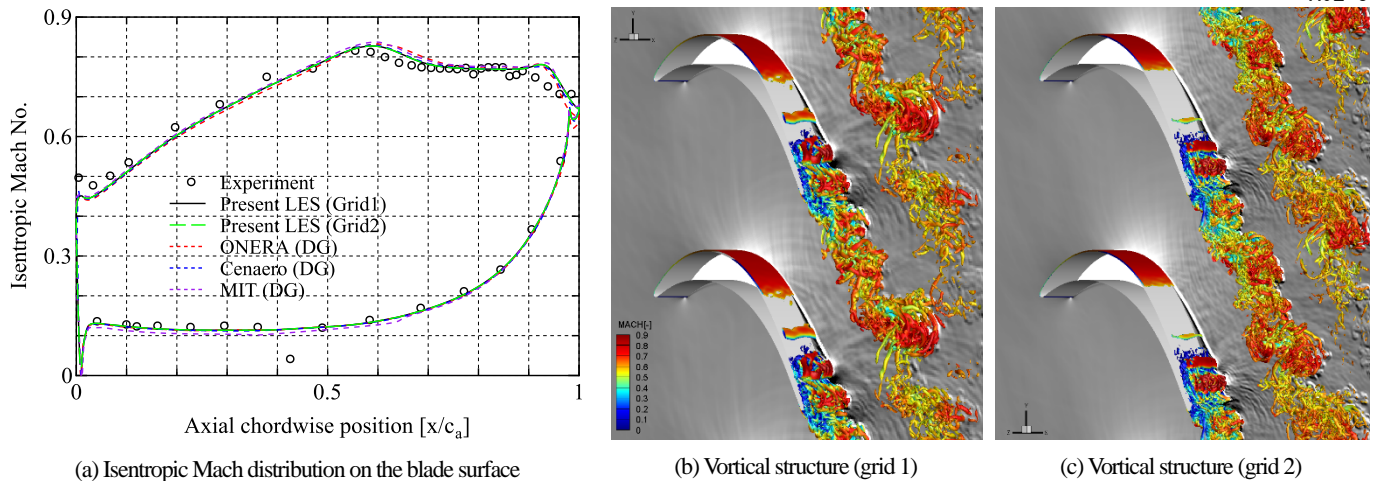 0.9
0.6
0.3
0
0
0.5
1
Isentropic Mach No.
Axial chordwise position [x/cₐ]
Experiment
Present LES (Grid1)
Present LES (Grid2)
ONERA (DG)
Cenaero (DG)
MIT (DG)
(a) Isentropic Mach distribution on the blade surface
MACH[-]
0.9
0.8
0.7
0.6
0.5
0.4
0.3
0.2
0.1
0
(b) Vortical structure (grid 1)
(c) Vortical structure (grid 2)